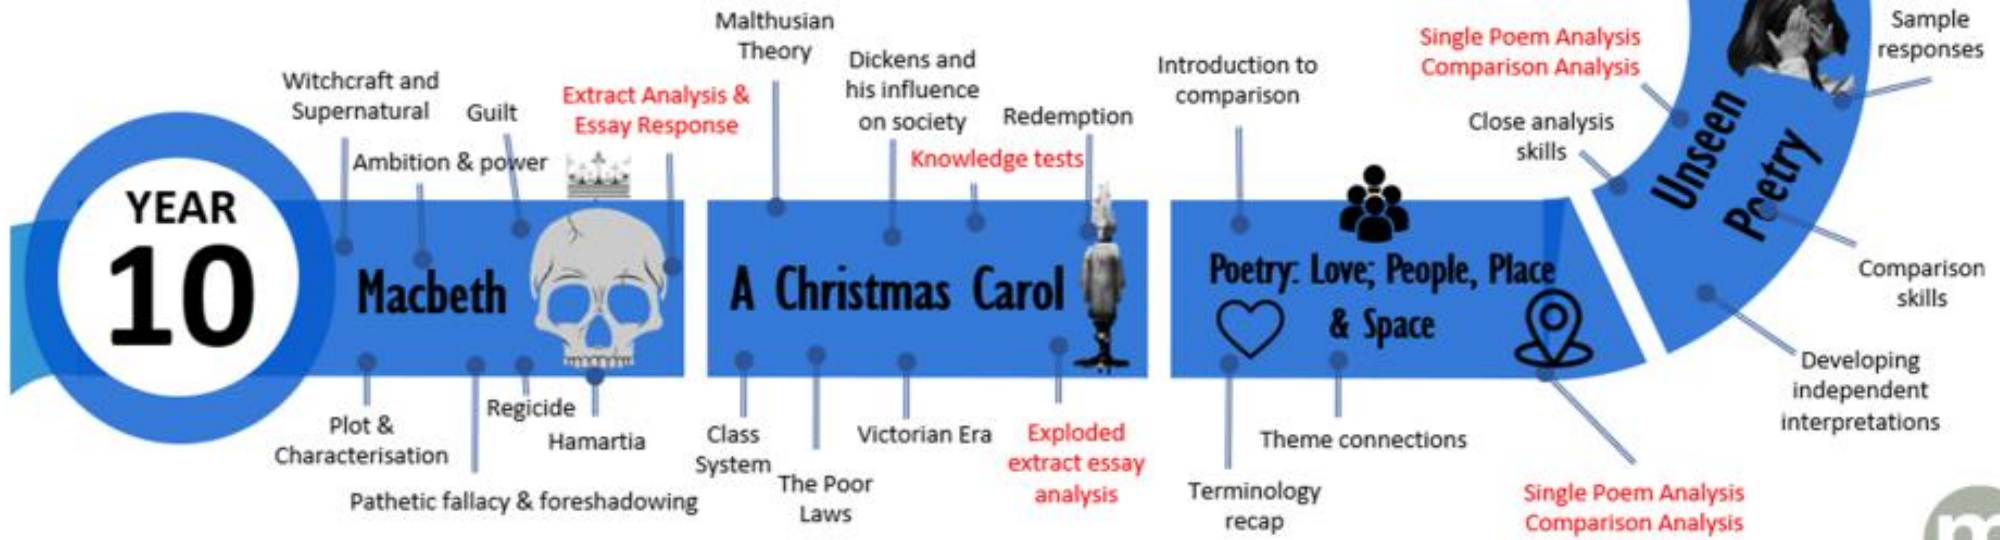 YEAR
10
Witchcraft and
Supernatural
Guilt
Ambition & power
Extract Analysis &
Essay Response
Macbeth
Plot &
Characterisation
Regicide
Hamartia
Pathetic fallacy & foreshadowing
Malthusian
Theory
Dickens and
his influence
on society
Redemption
Knowledge tests
A Christmas Carol
Class
System
The Poor
Laws
Victorian Era
Exploded
extract essay
analysis
Introduction to
comparison
Poetry: Love; People, Place
& Space
Terminology
recap
Theme connections
Single Poem Analysis
Comparison Analysis
Single Poem Analysis
Comparison Analysis
Close analysis
skills
Unseen
Poetry
Sample
responses
Comparison
skills
Developing
independent
interpretations